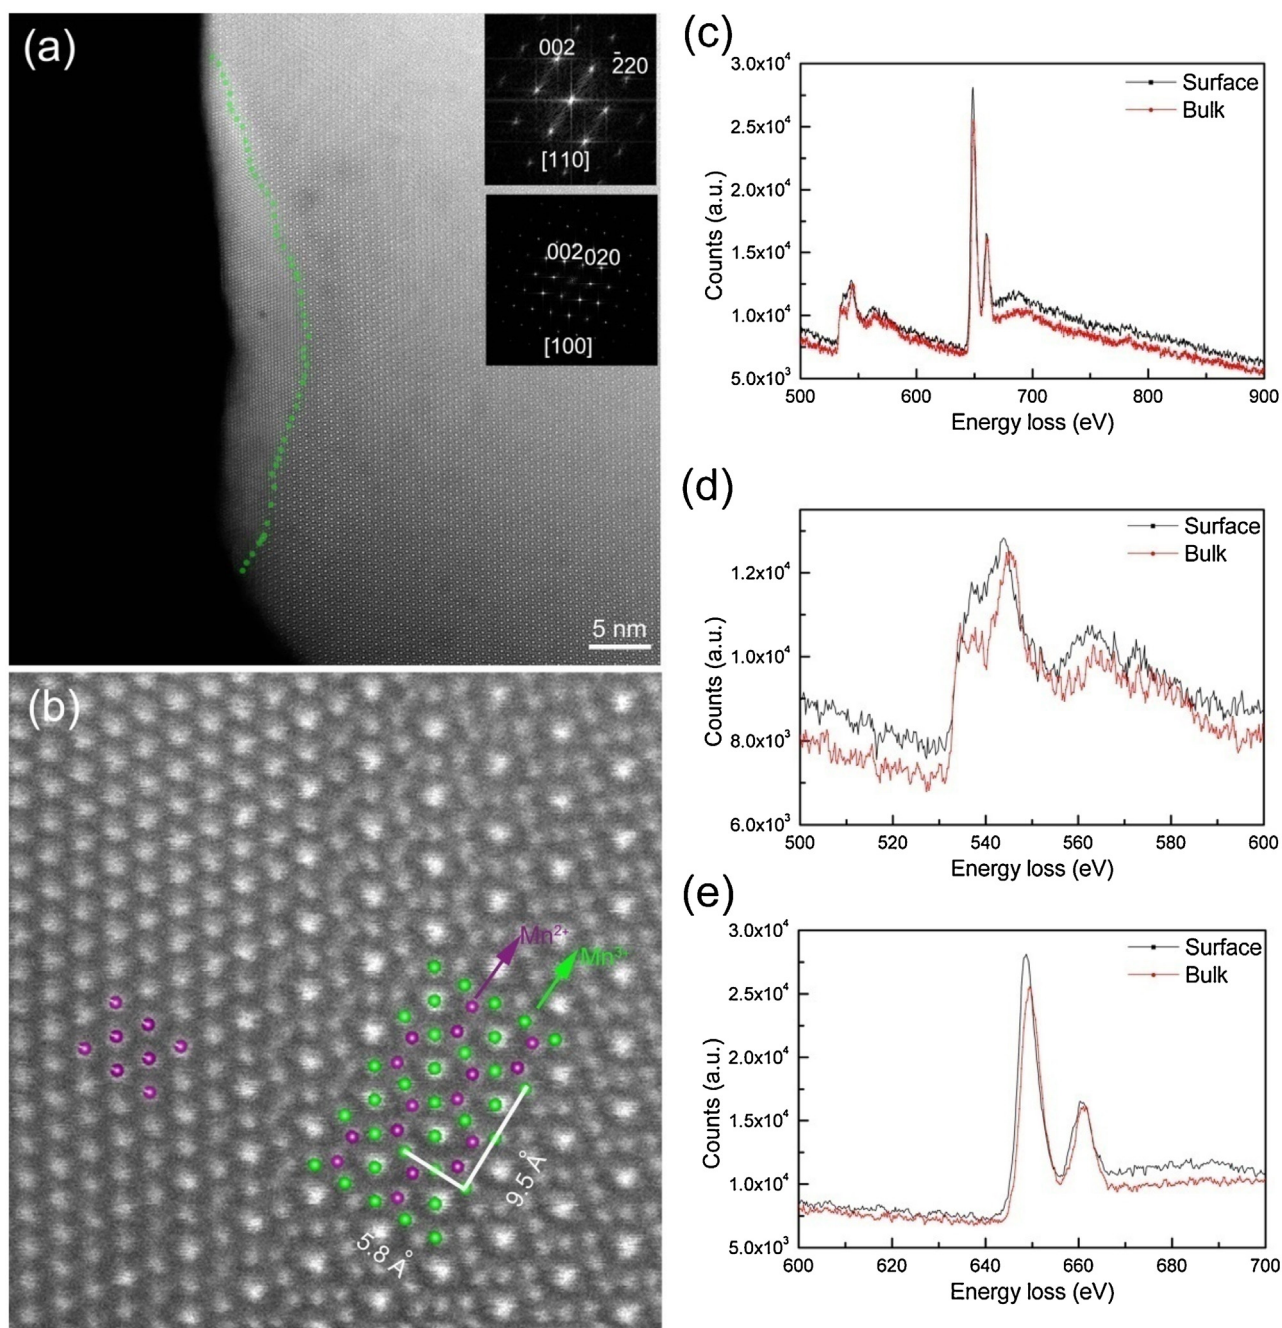 (a)
002
2̄20
[110]
002 020
[100]
5 nm
(b)
Mn²⁺
Mn³⁺
9.5 Å
5.8 Å
(c)
3.0x10⁴
2.5x10⁴
2.0x10⁴
1.5x10⁴
1.0x10⁴
5.0x10³
Counts (a.u.)
Surface
Bulk
500 600 700 800 900
Energy loss (eV)
(d)
1.2x10⁴
1.0x10⁴
8.0x10³
6.0x10³
Counts (a.u.)
Surface
Bulk
500 520 540 560 580 600
Energy loss (eV)
(e)
3.0x10⁴
2.5x10⁴
2.0x10⁴
1.5x10⁴
1.0x10⁴
5.0x10³
Counts (a.u.)
Surface
Bulk
600 620 640 660 680 700
Energy loss (eV)